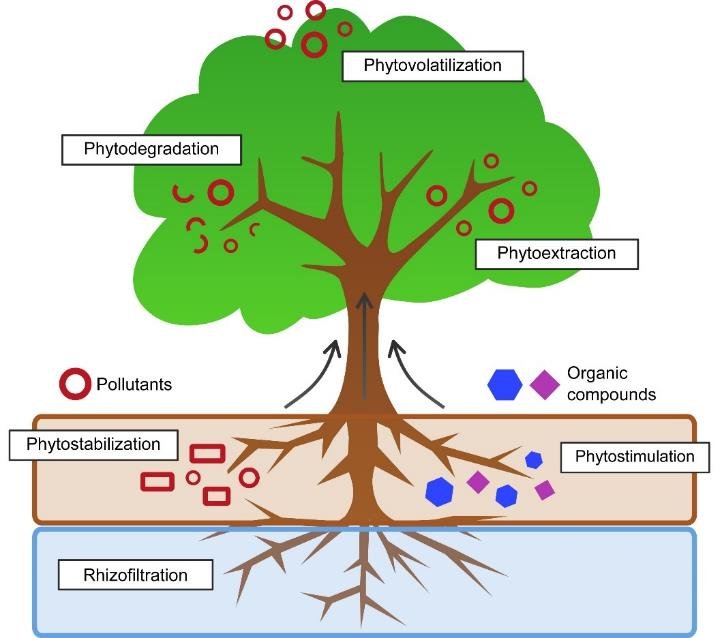 Phytovolatilization
Phytodegradation
Phytoextraction
Pollutants
Organic
compounds
Phytostabilization
Phytostimulation
Rhizofiltration